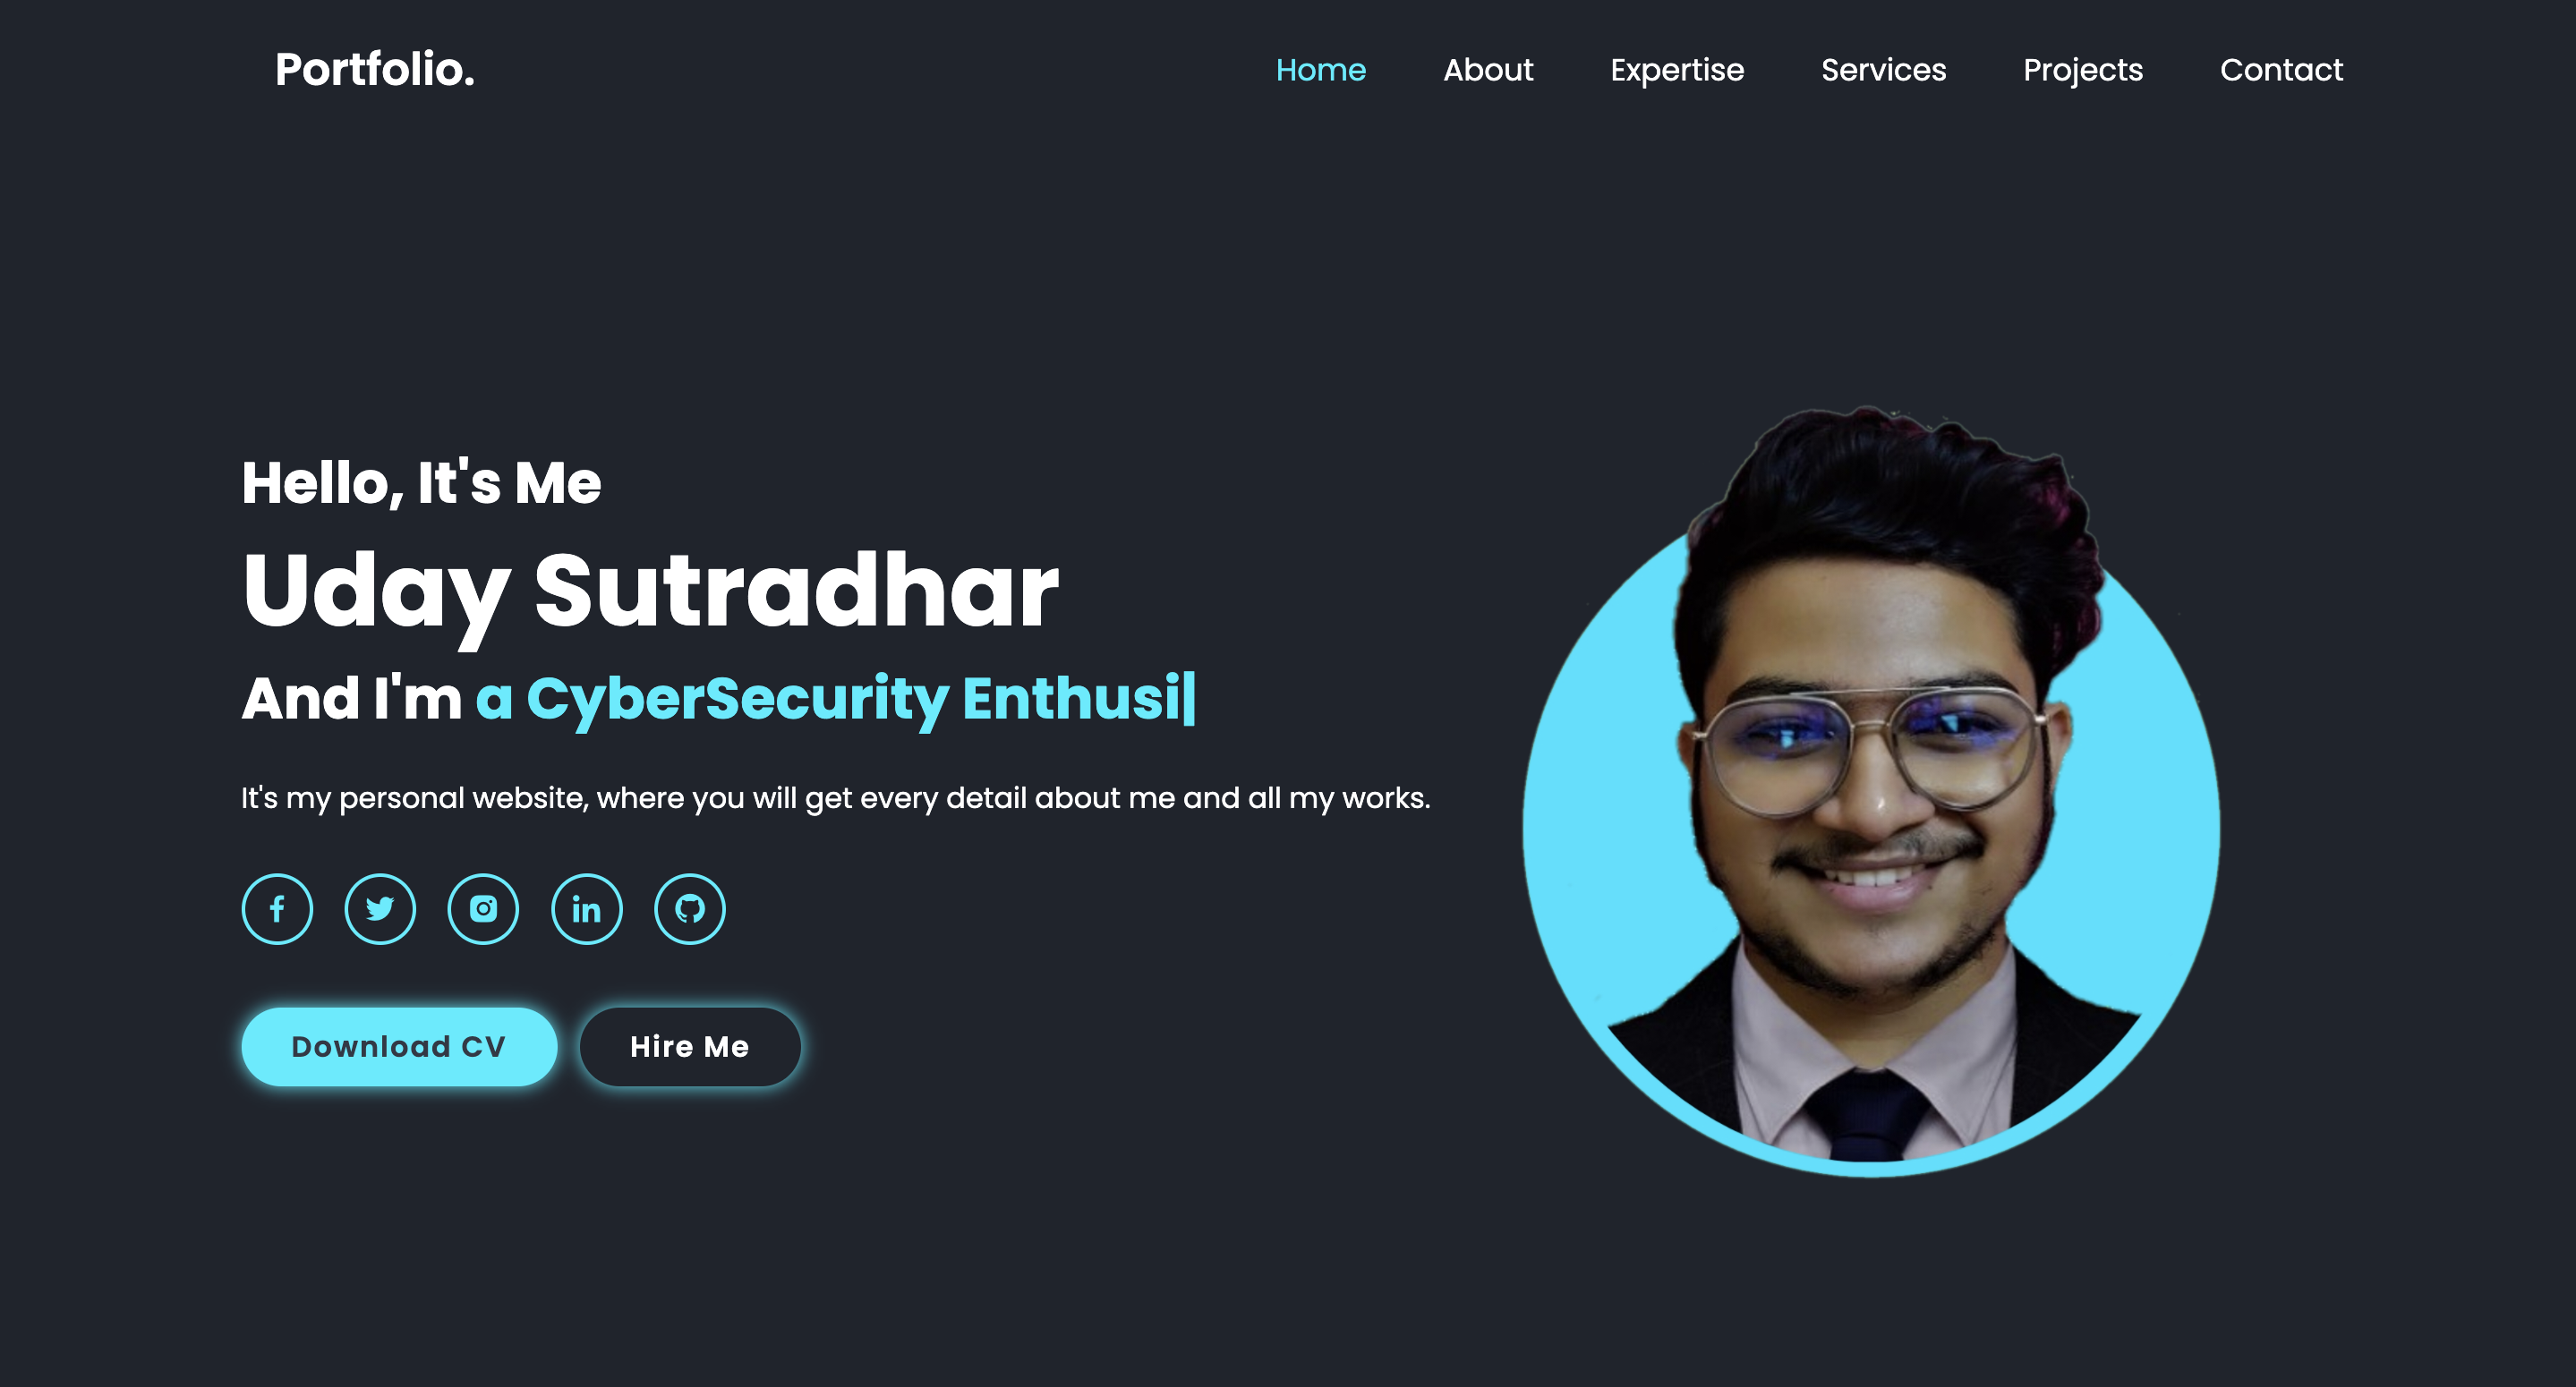 Portfolio.
Home About Expertise Services Projects Contact
Hello, It's Me
Uday Sutradhar
And I'm a CyberSecurity Enthusi|
It's my personal website, where you will get every detail about me and all my works.
Download CV Hire Me